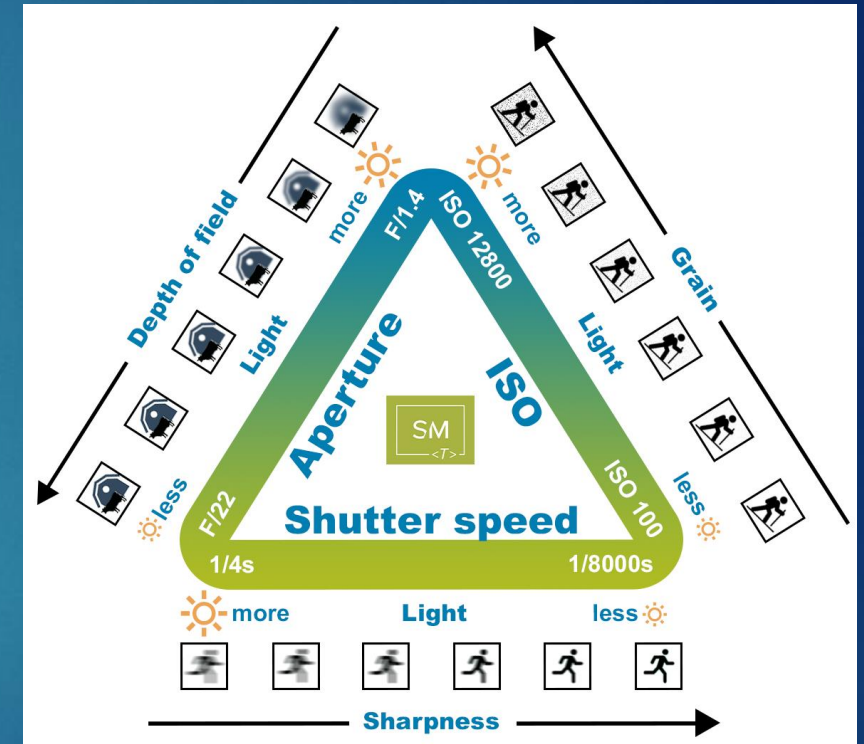 Depth of field
more
Light
less
F/1.4
Aperture
F/22
ISO 12800
ISO
ISO 100
more
Light
less
Grain
SM
<T>
Shutter speed
1/4s
1/8000s
more
Light
less
Sharpness